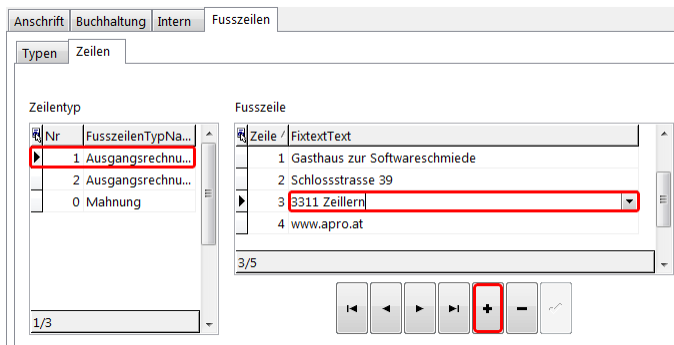 Anschrift Buchhaltung Intern Fusszeilen
Typen Zeilen
Zeilentyp Fusszeile
Nr FusszeilenTypNa...
1 Ausgangsrechnu...
2 Ausgangsrechnu...
0 Mahnung
1/3
Zeile FixtextText
1 Gasthaus zur Softwareschmiede
2 Schlossstrasse 39
3 3311 Zeillern
4 www.apro.at
3/5